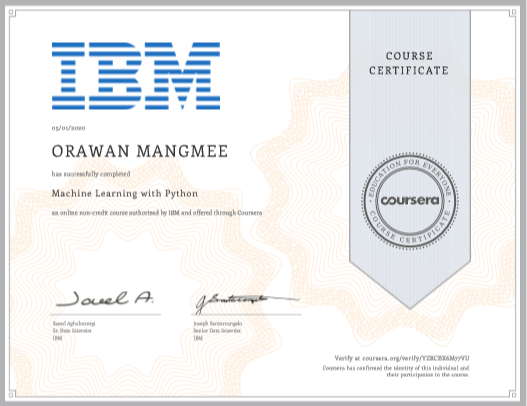 IBM
COURSE
CERTIFICATE
05/01/2020
ORAWAN MANGMEE
has successfully completed
Machine Learning with Python
an online non-credit course authorized by IBM and offered through Coursera
EDUCATION FOR EVERYONE
coursera
COURSE CERTIFICATE
Saeed Aghabozorgi
Sr. Data Scientist
IBM
Joseph Santarcangelo
Senior Data Scientist
IBM
Verify at coursera.org/verify/
Coursera has confirmed the identity of this individual and
their participation in the course.